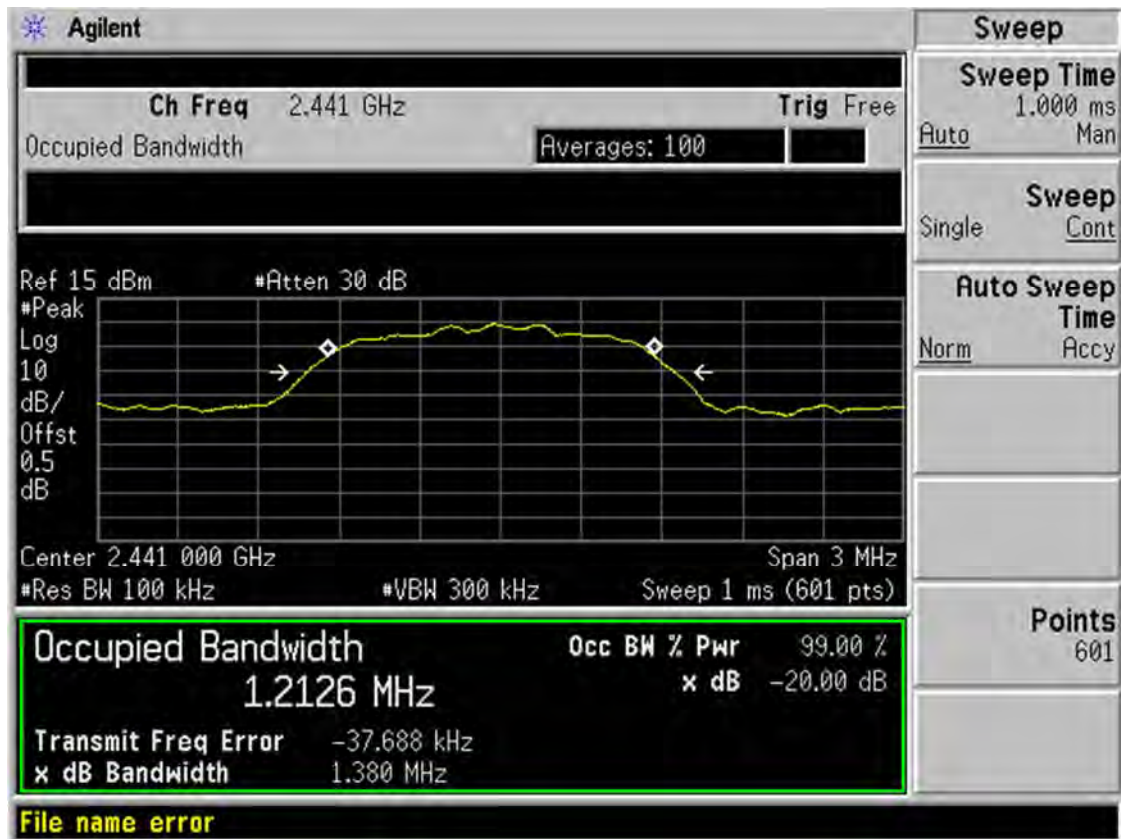 Agilent
Ch Freq 2.441 GHz Trig Free
Occupied Bandwidth Averages: 100
Ref 15 dBm #Atten 30 dB
#Peak
Log
10
dB/
Offst
0.5
dB
Center 2.441 000 GHz Span 3 MHz
#Res BW 100 kHz #VBW 300 kHz Sweep 1 ms (601 pts)
Occupied Bandwidth Occ BW % Pwr 99.00 %
1.2126 MHz x dB -20.00 dB
Transmit Freq Error -37.688 kHz
x dB Bandwidth 1.380 MHz
File name error
Sweep
Sweep Time
1.000 ms
Auto Man
Sweep
Single Cont
Auto Sweep
Time
Norm Accy
Points
601